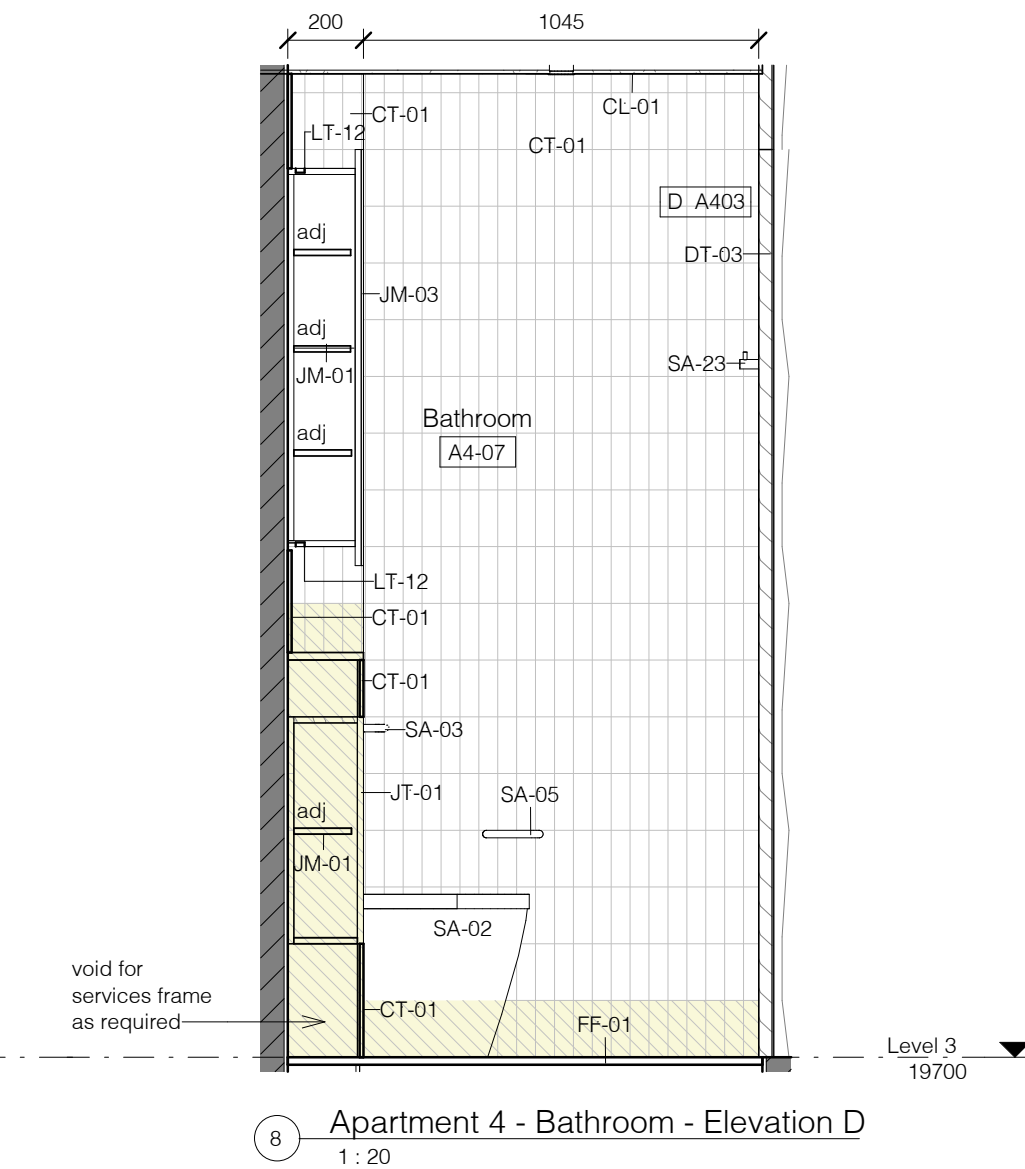 200
1045
CT-01
CL-01
LT-12
CT-01
D A403
adj
DT-03
JM-03
adj
SA-23
JM-01
Bathroom
adj
A4-07
LT-12
CT-01
CT-01
SA-03
JT-01
SA-05
adj
JM-01
SA-02
void for
services frame
as required
CT-01
FF-01
Level 3
19700
8
Apartment 4 - Bathroom - Elevation D
1 : 20